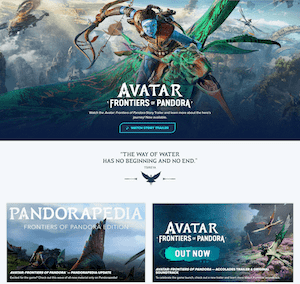 AVATAR
FRONTIERS OF PANDORA
Watch the Avatar: Frontiers of Pandora Story Trailer and learn more about the hero's
journey! Now available.
WATCH STORY TRAILER
"THE WAY OF WATER
HAS NO BEGINNING AND NO END."
PANDORAPEDIA
FRONTIERS OF PANDORA EDITION
AVATAR: FRONTIERS OF PANDORA PANDORAPEDIA UPDATE
AVATAR
FRONTIERS OF PANDORA
OUT NOW
AVATAR: FRONTIERS OF PANDORA – ACCOLADES TRAILER & ORIGINAL
SOUNDTRACK